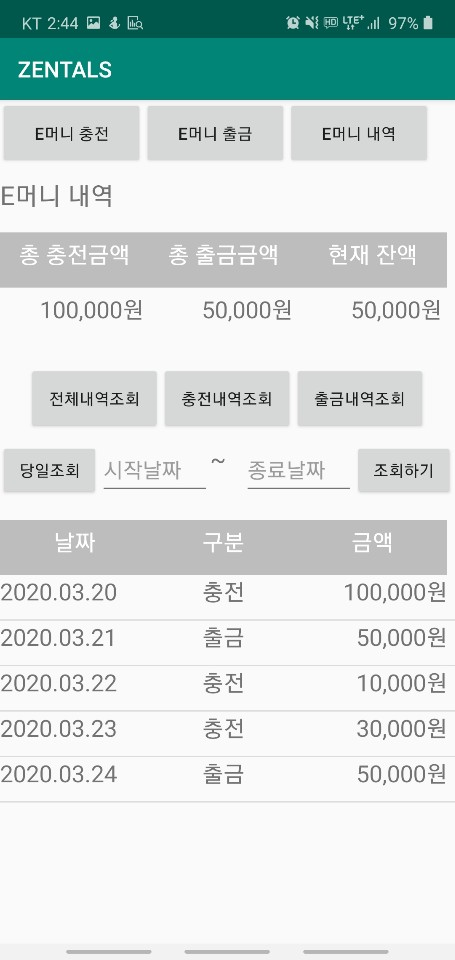 KT 2:44 HD LTE+ 97%
ZENTALS
E머니 충전 E머니 출금 E머니 내역
E머니 내역
총 충전금액 총 출금금액 현재 잔액
100,000원 50,000원 50,000원
전체내역조회 충전내역조회 출금내역조회
당일조회 시작날짜 ~ 종료날짜 조회하기
날짜 구분 금액
2020.03.20 충전 100,000원
2020.03.21 출금 50,000원
2020.03.22 충전 10,000원
2020.03.23 충전 30,000원
2020.03.24 출금 50,000원